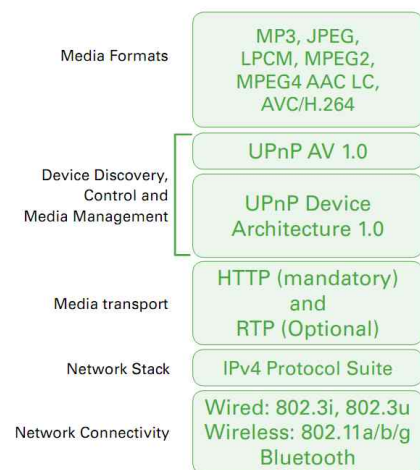 Media Formats
MP3, JPEG,
LPCM, MPEG2,
MPEG4 AAC LC,
AVC/H.264
Device Discovery,
Control and
Media Management
UPnP AV 1.0
UPnP Device
Architecture 1.0
Media transport
HTTP (mandatory)
and
RTP (Optional)
Network Stack
IPv4 Protocol Suite
Network Connectivity
Wired: 802.3i, 802.3u
Wireless: 802.11a/b/g
Bluetooth